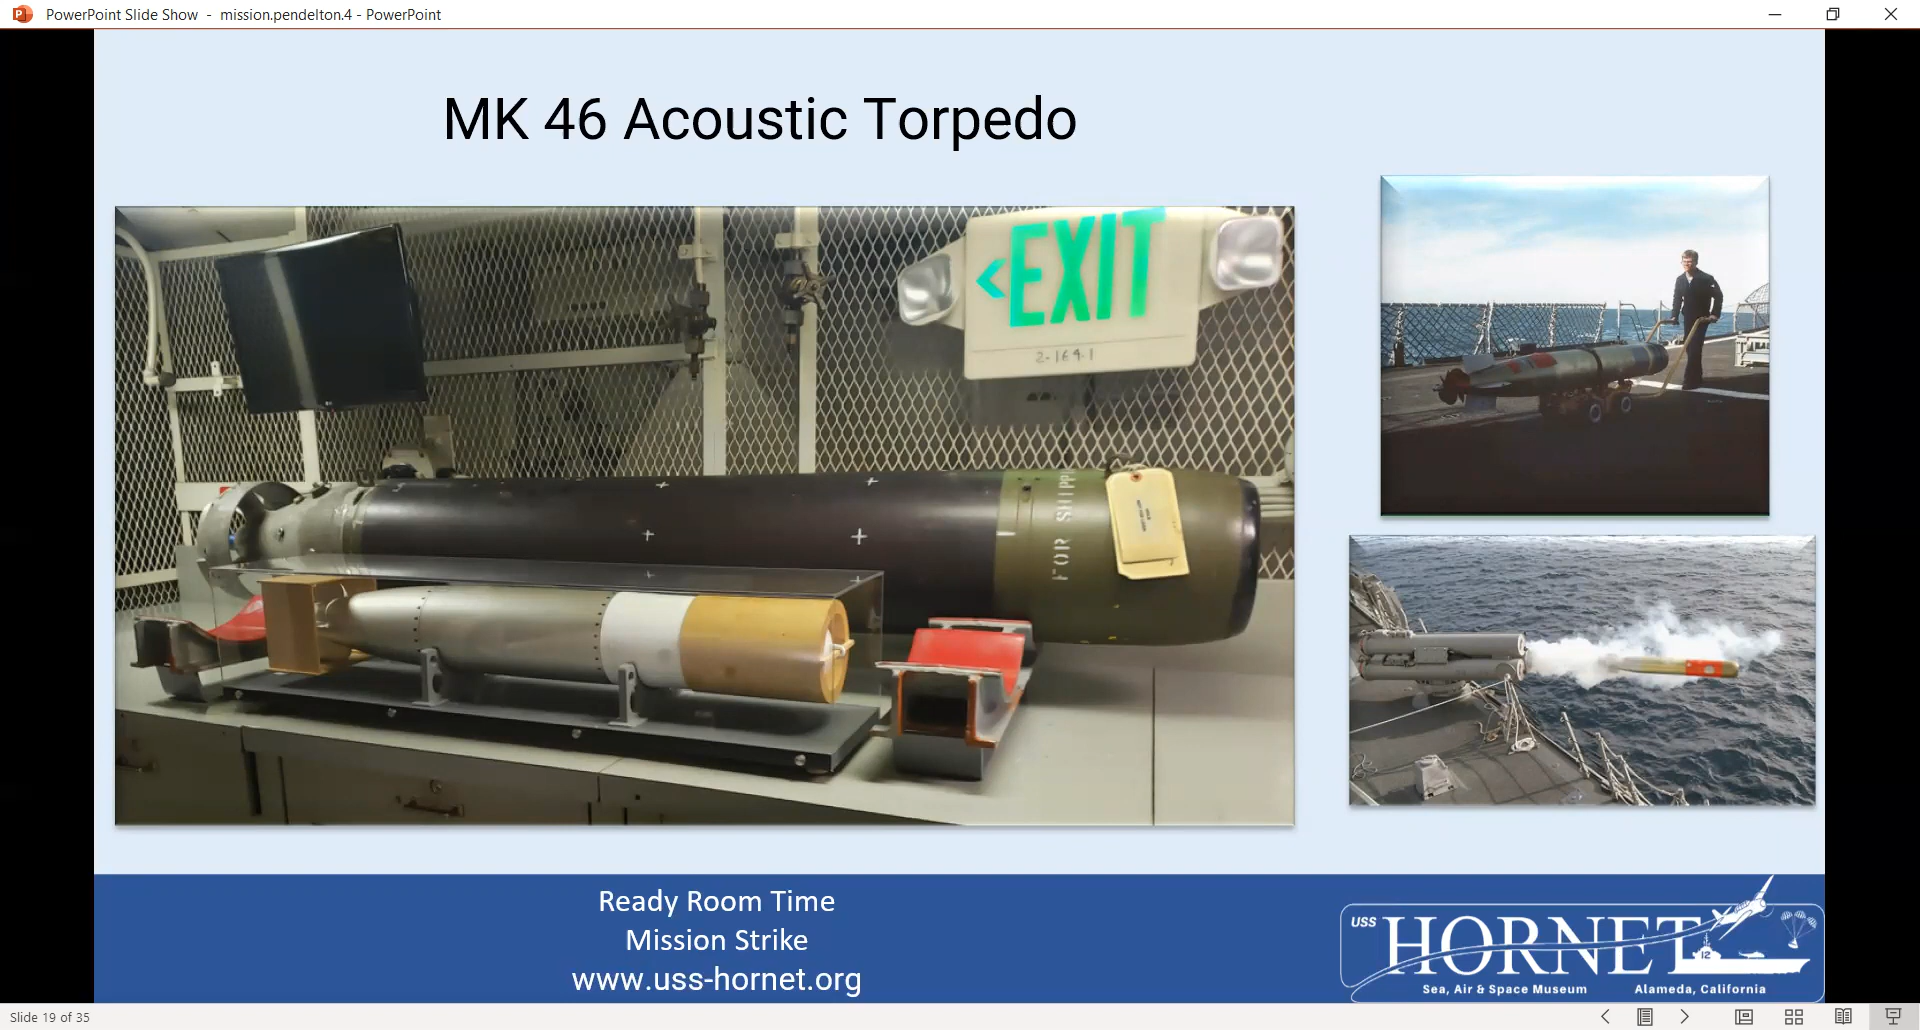 PowerPoint Slide Show - mission.pendelton.4 - PowerPoint
MK 46 Acoustic Torpedo
<EXIT
2-164-1
FOR SHIPP
Ready Room Time
Mission Strike
www.uss-hornet.org
USS HORNET
12
Sea, Air & Space Museum Alameda, California
Slide 19 of 35